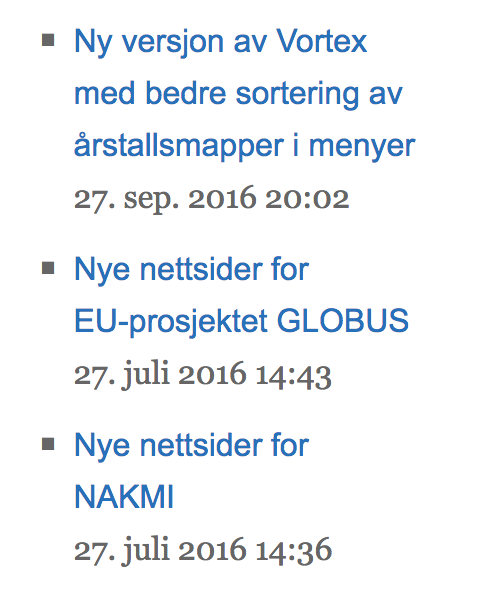 Ny versjon av Vortex
med bedre sortering av
årstallsmapper i menyer
27. sep. 2016 20:02
Nye nettsider for
EU-prosjektet GLOBUS
27. juli 2016 14:43
Nye nettsider for
NAKMI
27. juli 2016 14:36